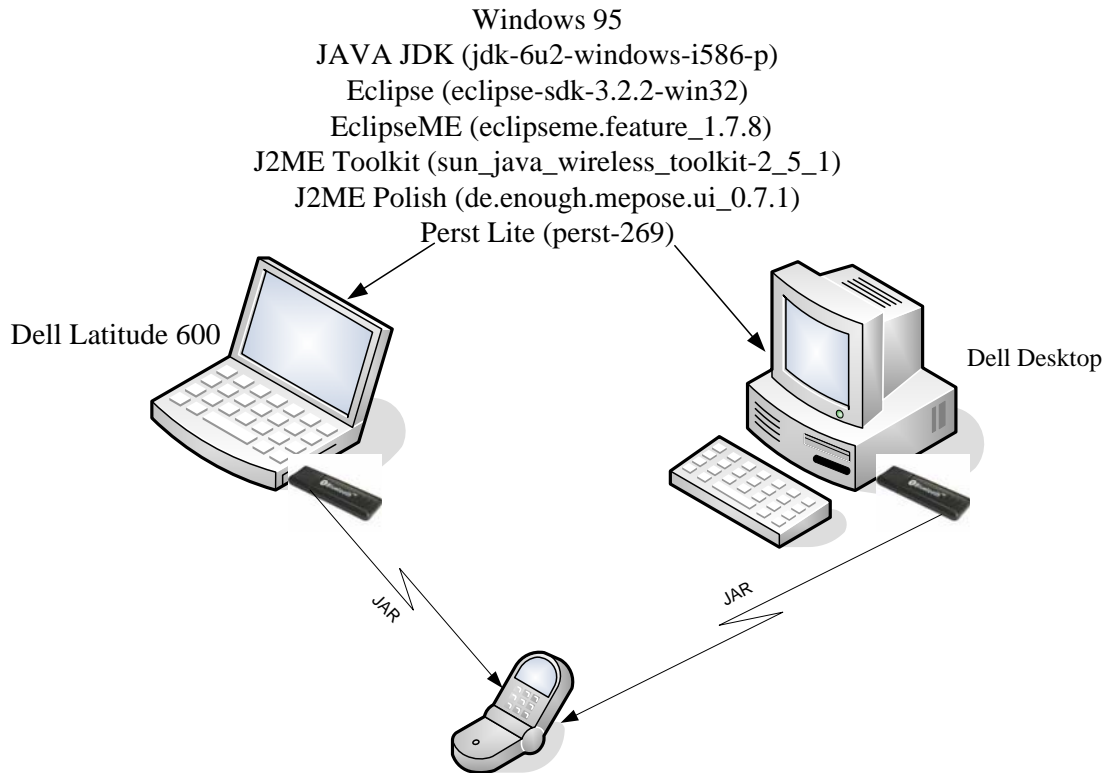 Windows 95
JAVA JDK (jdk-6u2-windows-i586-p)
Eclipse (eclipse-sdk-3.2.2-win32)
EclipseME (eclipseme.feature_1.7.8)
J2ME Toolkit (sun_java_wireless_toolkit-2_5_1)
J2ME Polish (de.enough.mepose.ui_0.7.1)
Perst Lite (perst-269)
Dell Latitude 600
Dell Desktop
Bluetooth
Bluetooth
JAR
JAR